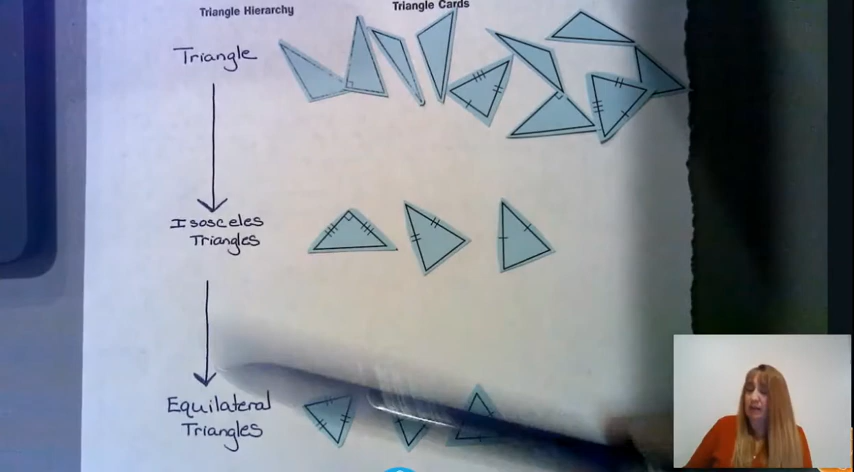 Triangle Hierarchy
Triangle Cards
Triangle
Isosceles
Triangles
Equilateral
Triangles